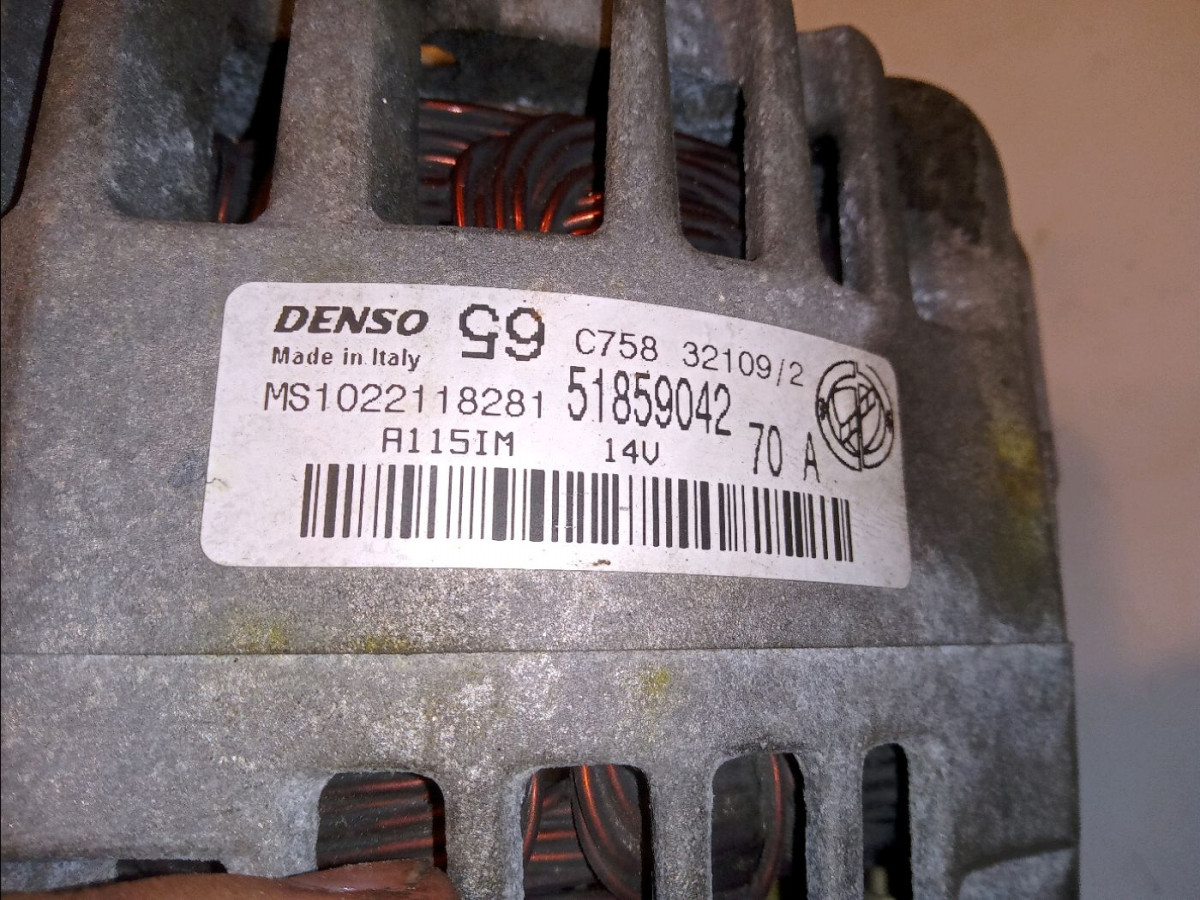 DENSO 65 C758 32109/2
Made in Italy
MS1022118281 51859042
A115IM 14V 70 A